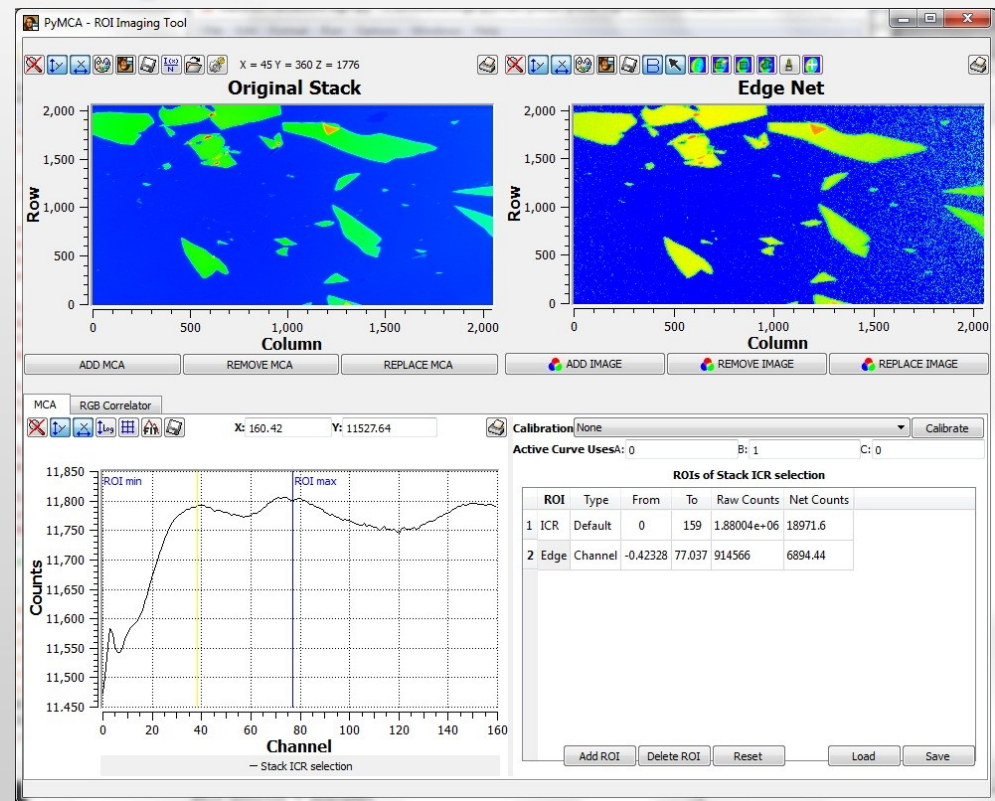 PyMCA - ROI Imaging Tool
X = 45 Y = 360 Z = 1776
Original Stack
2,000
1,500
1,000
500
0
Row
0 500 1,000 1,500 2,000
Column
ADD MCA REMOVE MCA REPLACE MCA
Edge Net
2,000
1,500
1,000
500
0
Row
0 500 1,000 1,500 2,000
Column
ADD IMAGE REMOVE IMAGE REPLACE IMAGE
MCA RGB Correlator
X: 160.42 Y: 11527.64
ROI min ROI max
11,850
11,800
11,750
11,700
11,650
11,600
11,550
11,500
11.450
Counts
0 20 40 60 80 100 120 140 160
Channel
— Stack ICR selection
Calibration None Calibrate
Active Curve UsesA: 0 B: 1 C: 0
ROIs of Stack ICR selection
ROI Type From To Raw Counts Net Counts
1 ICR Default 0 159 1.88004e+06 18971.6
2 Edge Channel -0.42328 77.037 914566 6894.44
Add ROI Delete ROI Reset Load Save